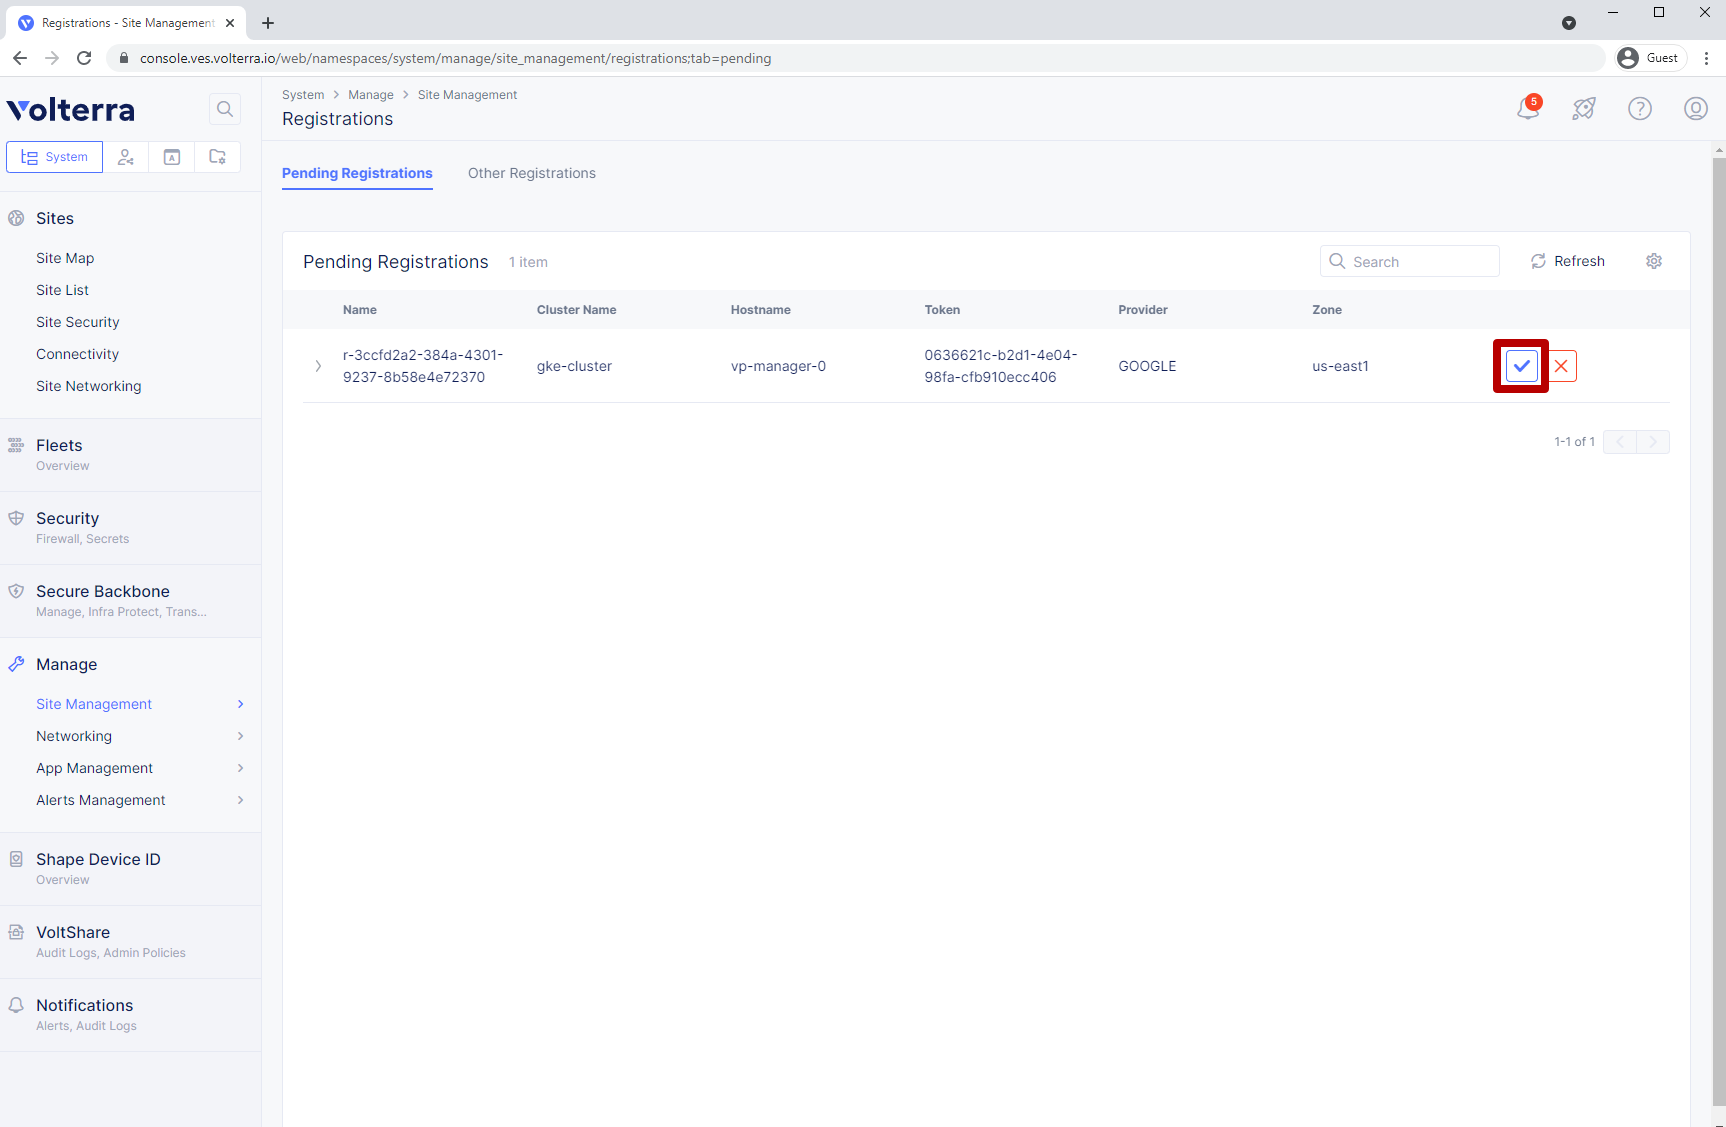 Registrations - Site Management
console.ves.volterra.io/web/namespaces/system/manage/site_management/registrations;tab=pending
Guest
Volterra
System
Sites
Site Map
Site List
Site Security
Connectivity
Site Networking
Fleets
Overview
Security
Firewall, Secrets
Secure Backbone
Manage, Infra Protect, Trans...
Manage
Site Management
Networking
App Management
Alerts Management
Shape Device ID
Overview
VoltShare
Audit Logs, Admin Policies
Notifications
Alerts, Audit Logs
System > Manage > Site Management
Registrations
5
Pending Registrations Other Registrations
Pending Registrations 1 item
Search
Refresh
Name Cluster Name Hostname Token Provider Zone
r-3ccfd2a2-384a-4301-
9237-8b58e4e72370
gke-cluster
vp-manager-0
0636621c-b2d1-4e04-
98fa-cfb910ecc406
GOOGLE
us-east1
1-1 of 1